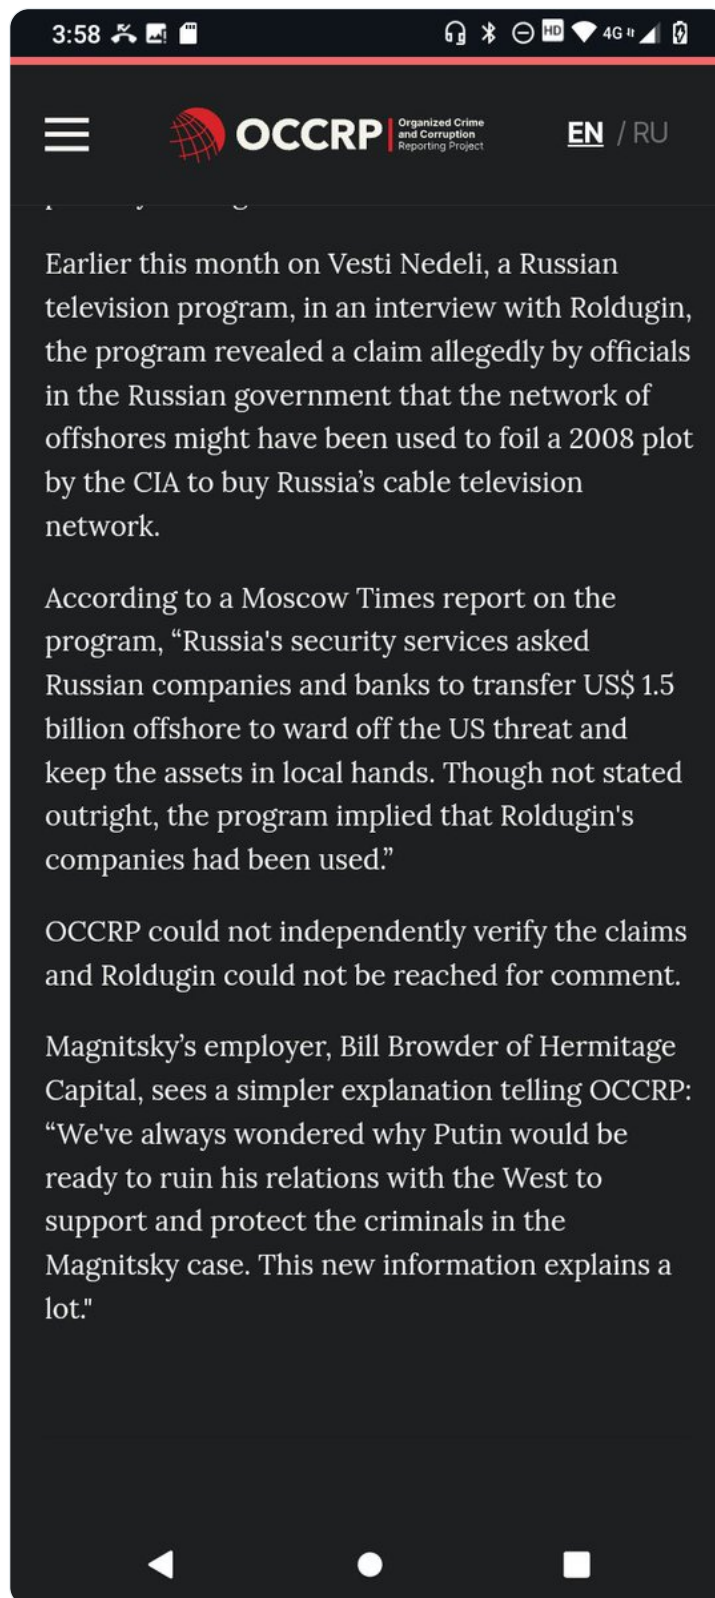 3:58
HD
4G
OCCRP
Organized Crime
and Corruption
Reporting Project
EN / RU
Earlier this month on Vesti Nedeli, a Russian
television program, in an interview with Roldugin,
the program revealed a claim allegedly by officials
in the Russian government that the network of
offshores might have been used to foil a 2008 plot
by the CIA to buy Russia’s cable television
network.
According to a Moscow Times report on the
program, “Russia's security services asked
Russian companies and banks to transfer US$ 1.5
billion offshore to ward off the US threat and
keep the assets in local hands. Though not stated
outright, the program implied that Roldugin's
companies had been used.”
OCCRP could not independently verify the claims
and Roldugin could not be reached for comment.
Magnitsky’s employer, Bill Browder of Hermitage
Capital, sees a simpler explanation telling OCCRP:
“We've always wondered why Putin would be
ready to ruin his relations with the West to
support and protect the criminals in the
Magnitsky case. This new information explains a
lot."